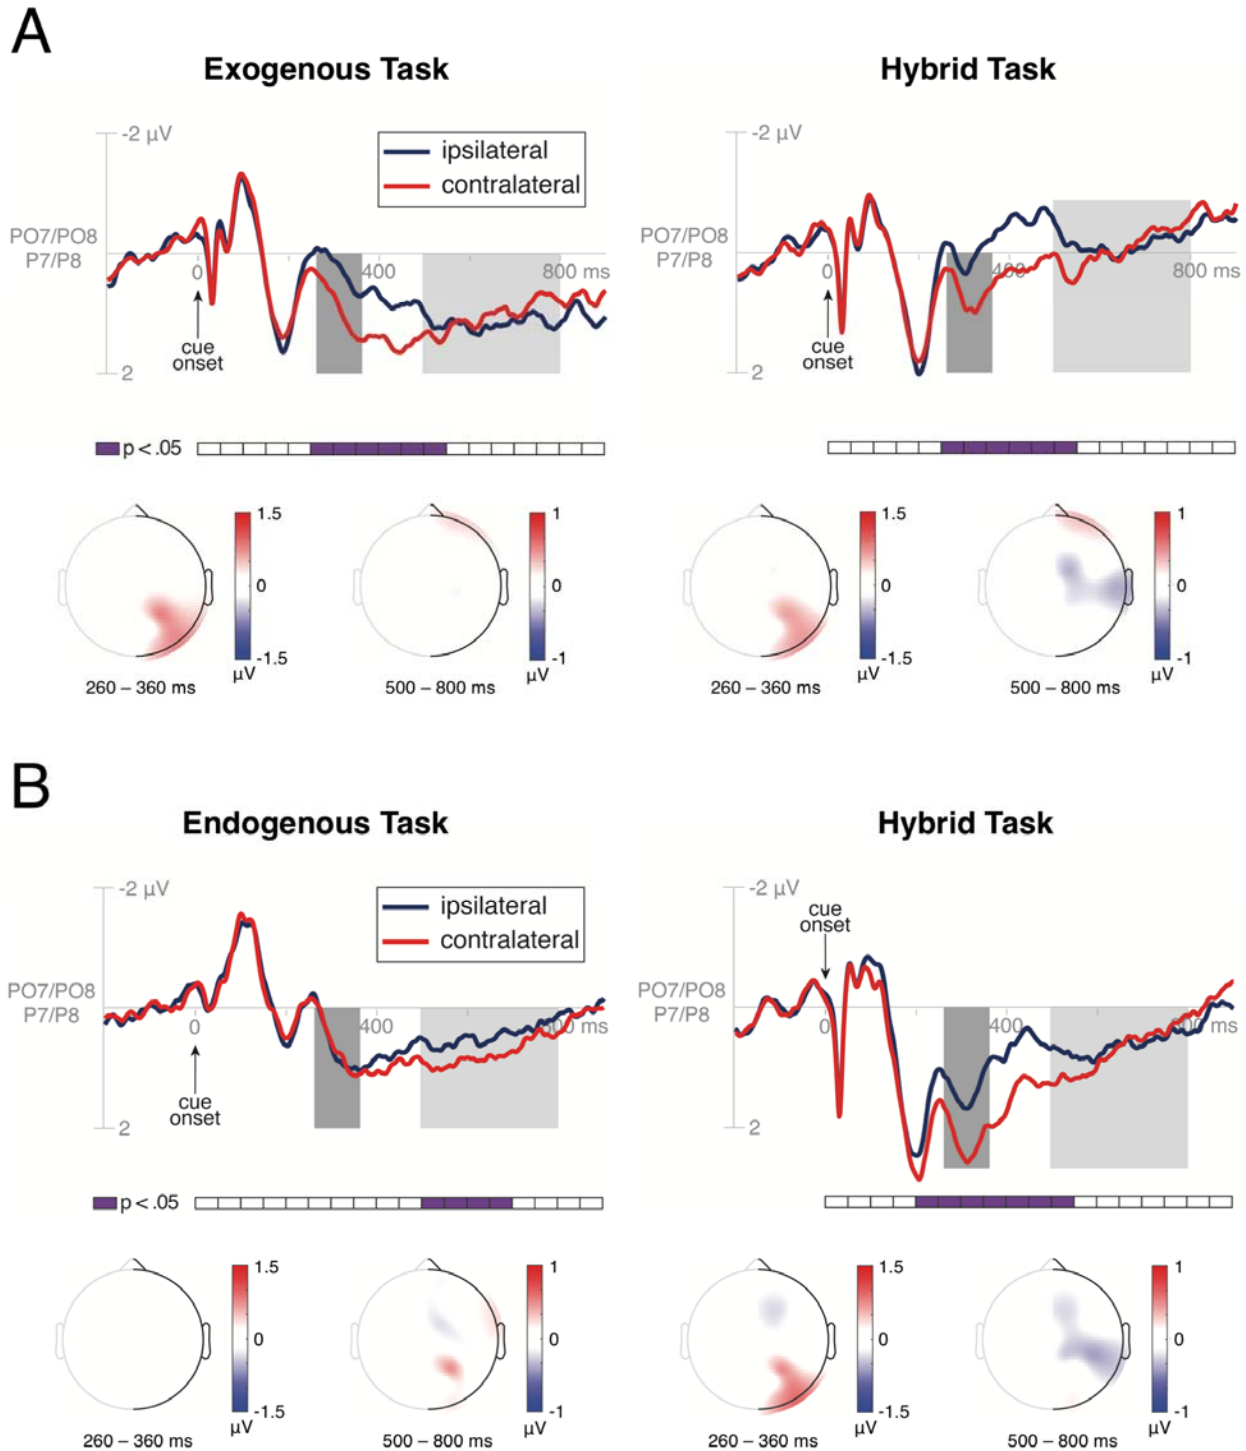 A
Exogenous Task
Hybrid Task
-2 µV
ipsilateral
contralateral
PO7/PO8
P7/P8
0
400
800 ms
cue
onset
2
-2 µV
PO7/PO8
P7/P8
0
400
800 ms
cue
onset
2
p < .05
1.5
0
-1.5
µV
260 – 360 ms
1
0
-1
µV
500 – 800 ms
1.5
0
-1.5
µV
260 – 360 ms
1
0
-1
µV
500 – 800 ms
B
Endogenous Task
Hybrid Task
-2 µV
ipsilateral
contralateral
PO7/PO8
P7/P8
0
400
800 ms
cue
onset
2
-2 µV
cue
onset
PO7/PO8
P7/P8
0
400
800 ms
2
p < .05
1.5
0
-1.5
µV
260 – 360 ms
1
0
-1
µV
500 – 800 ms
1.5
0
-1.5
µV
260 – 360 ms
1
0
-1
µV
500 – 800 ms